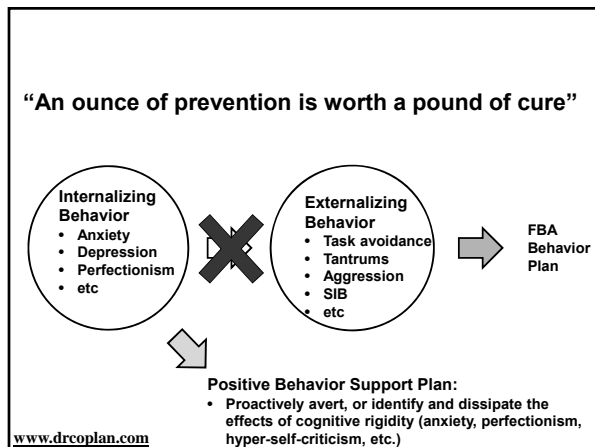 “An ounce of prevention is worth a pound of cure”
Internalizing
Behavior
• Anxiety
• Depression
• Perfectionism
• etc
Externalizing
Behavior
• Task avoidance
• Tantrums
• Aggression
• SIB
• etc
FBA
Behavior
Plan
Positive Behavior Support Plan:
• Proactively avert, or identify and dissipate the
effects of cognitive rigidity (anxiety, perfectionism,
hyper-self-criticism, etc.)
www.drcoplan.com